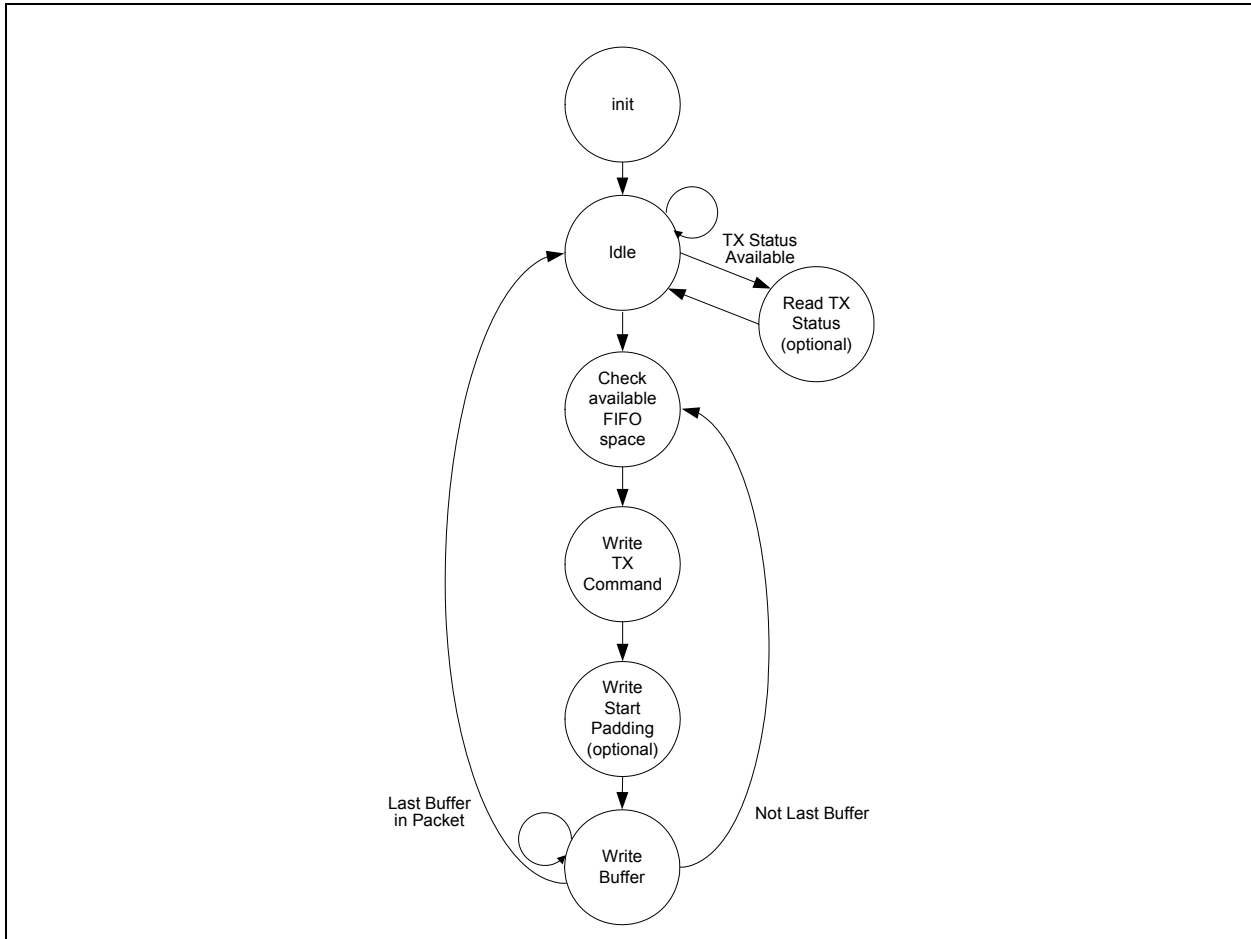 init
Idle
TX Status
Available
Read TX
Status
(optional)
Check
available
FIFO
space
Write
TX
Command
Write
Start
Padding
(optional)
Last Buffer
in Packet
Not Last Buffer
Write
Buffer